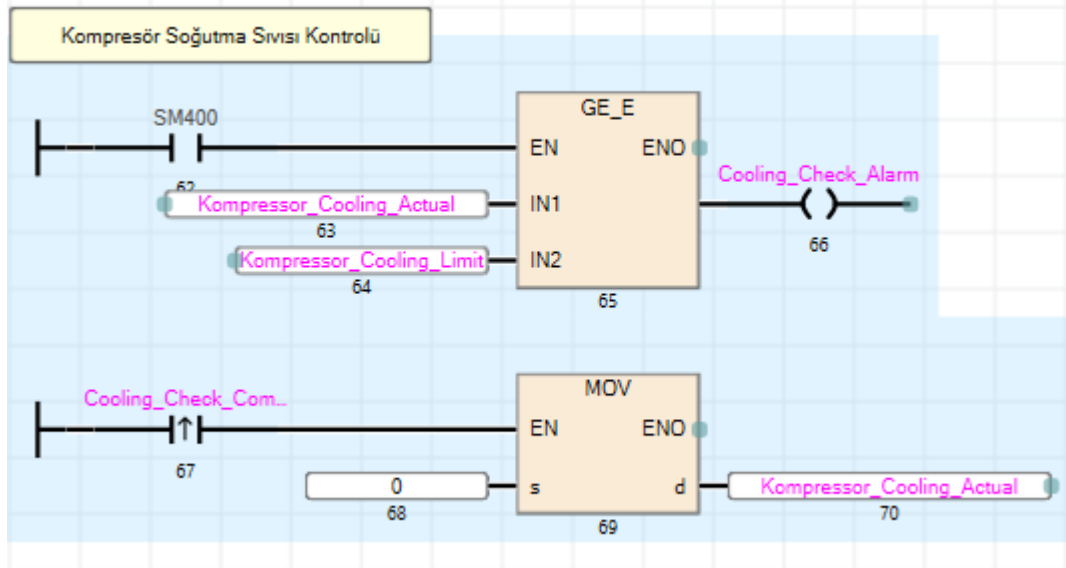 Kompresör Soğutma Sıvısı Kontrolü
SM400
62
GE_E
EN ENO
Cooling_Check_Alarm
Kompressor_Cooling_Actual
IN1
63
66
Kompressor_Cooling_Limit
IN2
64
65
Cooling_Check_Com...
67
MOV
EN ENO
0
s d
Kompressor_Cooling_Actual
68
69
70